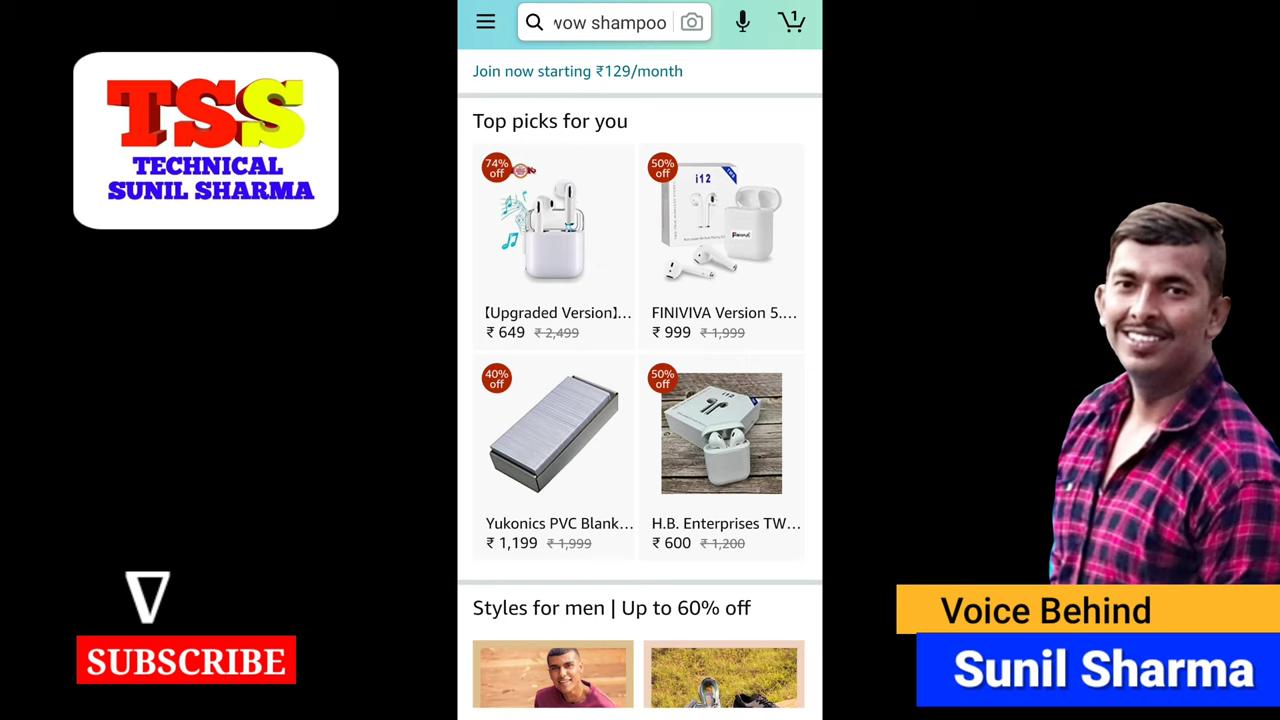 TSS
TECHNICAL
SUNIL SHARMA
V
SUBSCRIBE
wow shampoo
1
Join now starting ₹129/month
Top picks for you
74%
off
50%
off
i12
【Upgraded Version】...
₹ 649 ₹ 2,499
FINIVIVA Version 5....
₹ 999 ₹ 1,999
40%
off
50%
off
i12
Yukonics PVC Blank...
₹ 1,199 ₹ 1,999
H.B. Enterprises TW...
₹ 600 ₹ 1,200
Styles for men | Up to 60% off
Voice Behind
Sunil Sharma